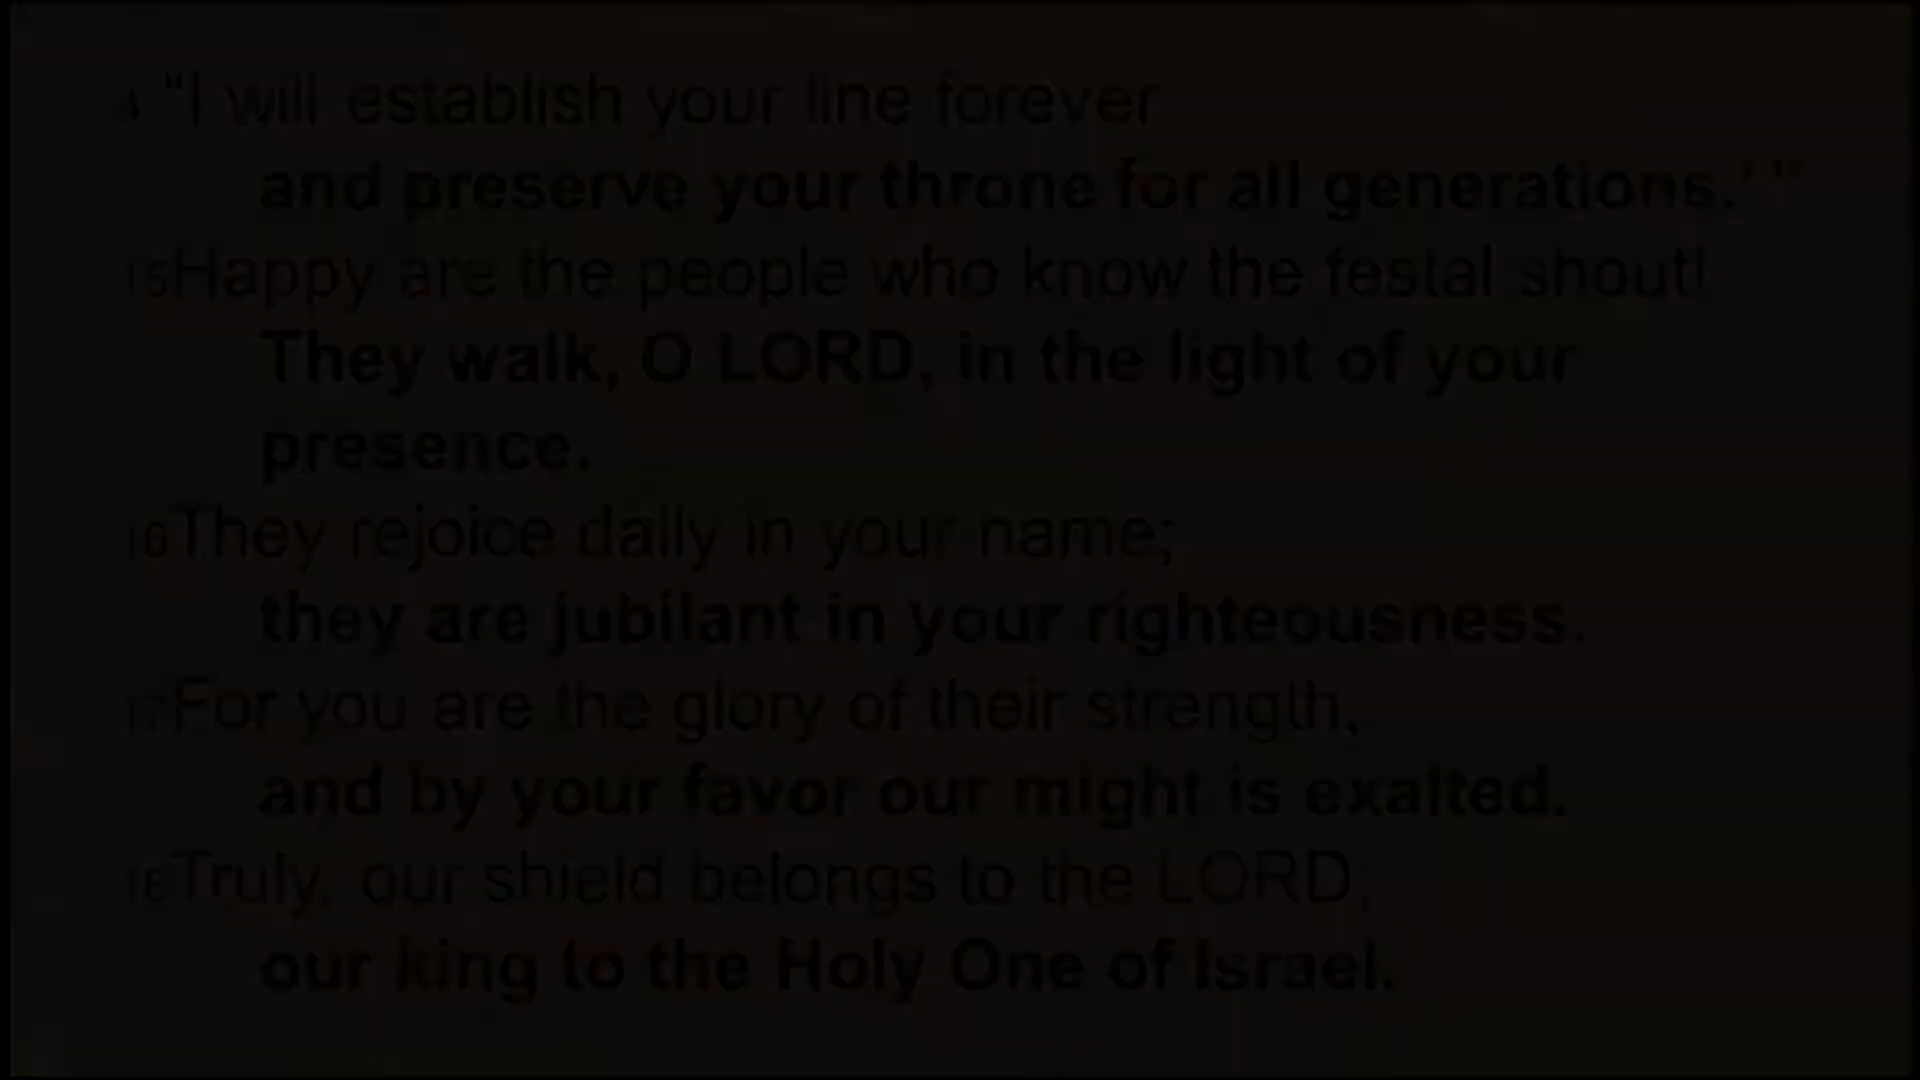 4 “I will establish your line forever,
and preserve your throne for all generations.’ ”
15Happy are the people who know the festal shout!
They walk, O LORD, in the light of your
presence.
16They rejoice daily in your name;
they are jubilant in your righteousness.
17For you are the glory of their strength,
and by your favor our might is exalted.
18Truly, our shield belongs to the LORD;
our king to the Holy One of Israel.